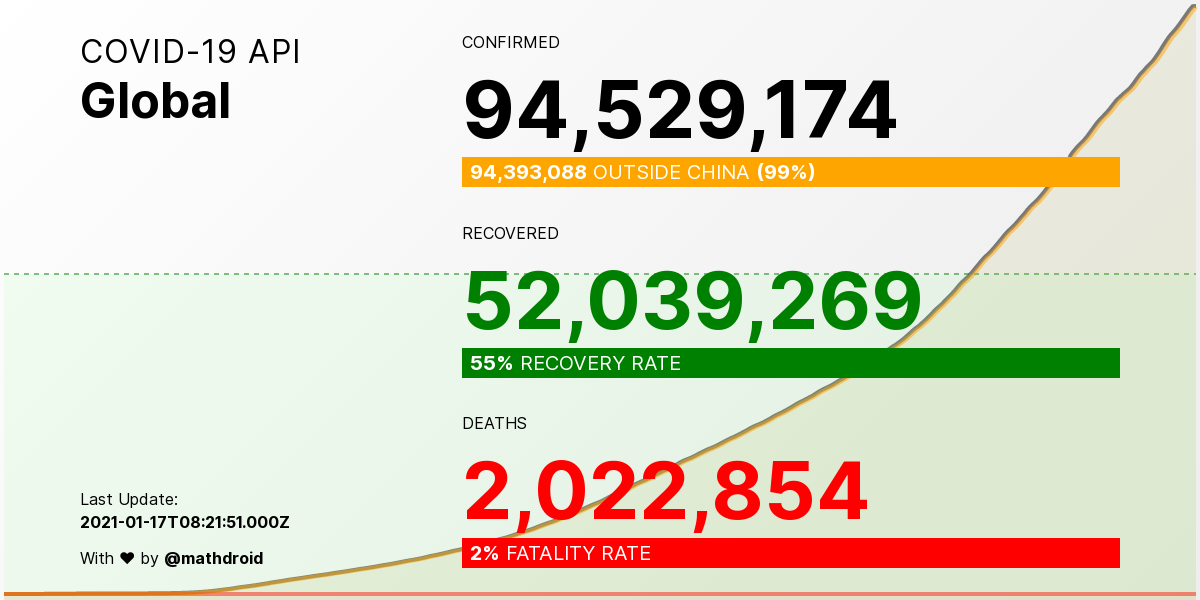 COVID-19 API
Global
CONFIRMED
94,529,174
94,393,088 OUTSIDE CHINA (99%)
RECOVERED
52,039,269
55% RECOVERY RATE
DEATHS
2,022,854
2% FATALITY RATE
Last Update:
2021-01-17T08:21:51.000Z
With ♥ by @mathdroid